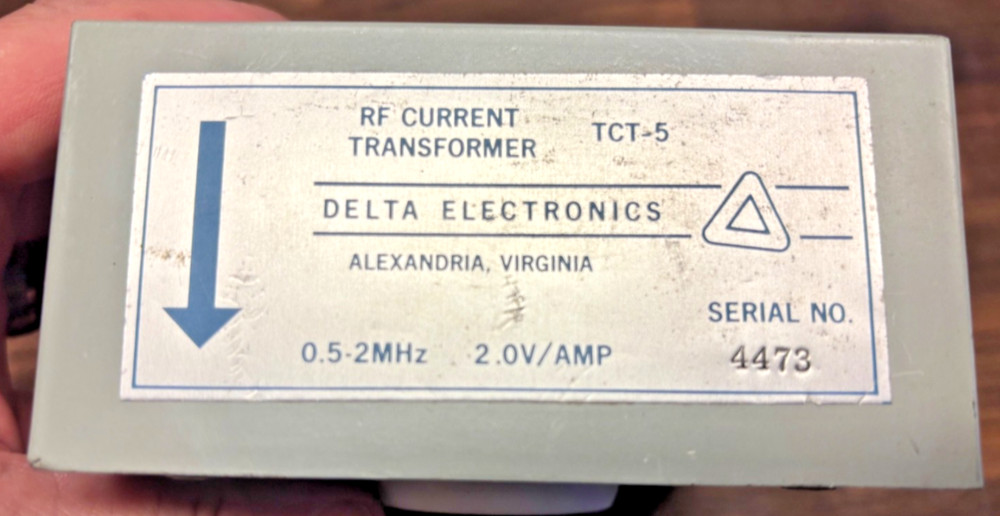 RF CURRENT
TRANSFORMER
TCT-5
DELTA ELECTRONICS
ALEXANDRIA, VIRGINIA
SERIAL NO.
0.5-2MHz 2.0V/AMP
4473